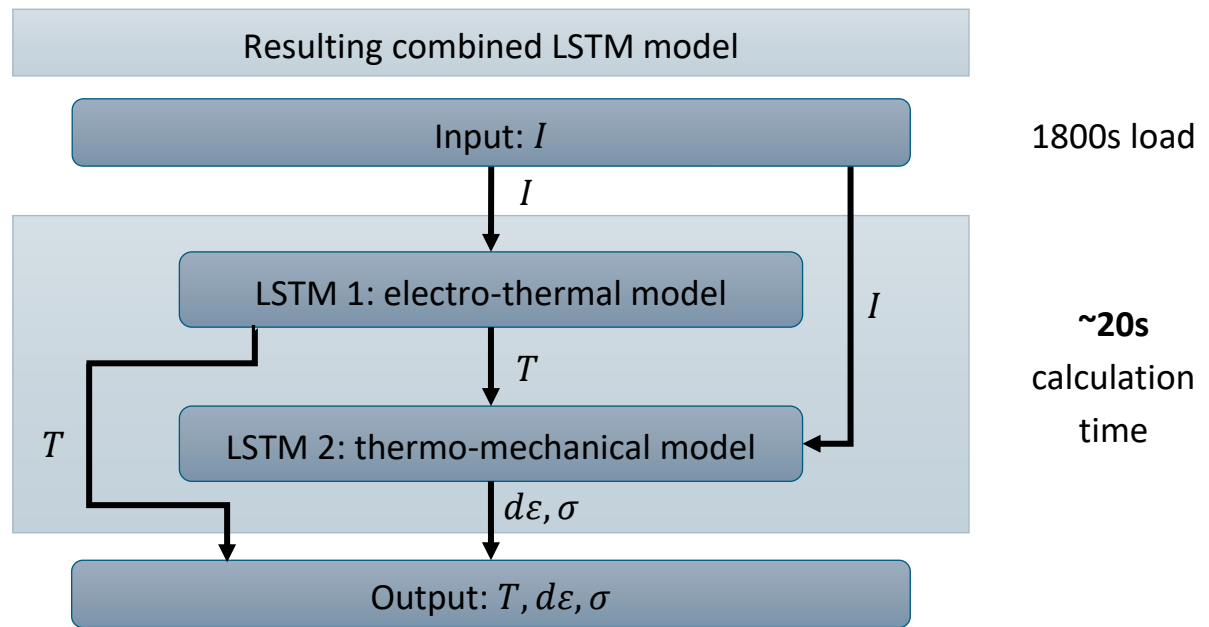 Resulting combined LSTM model
Input: I
1800s load
I
LSTM 1: electro-thermal model
I
T
~20s
calculation
time
T
LSTM 2: thermo-mechanical model
dε, σ
Output: T, dε, σ